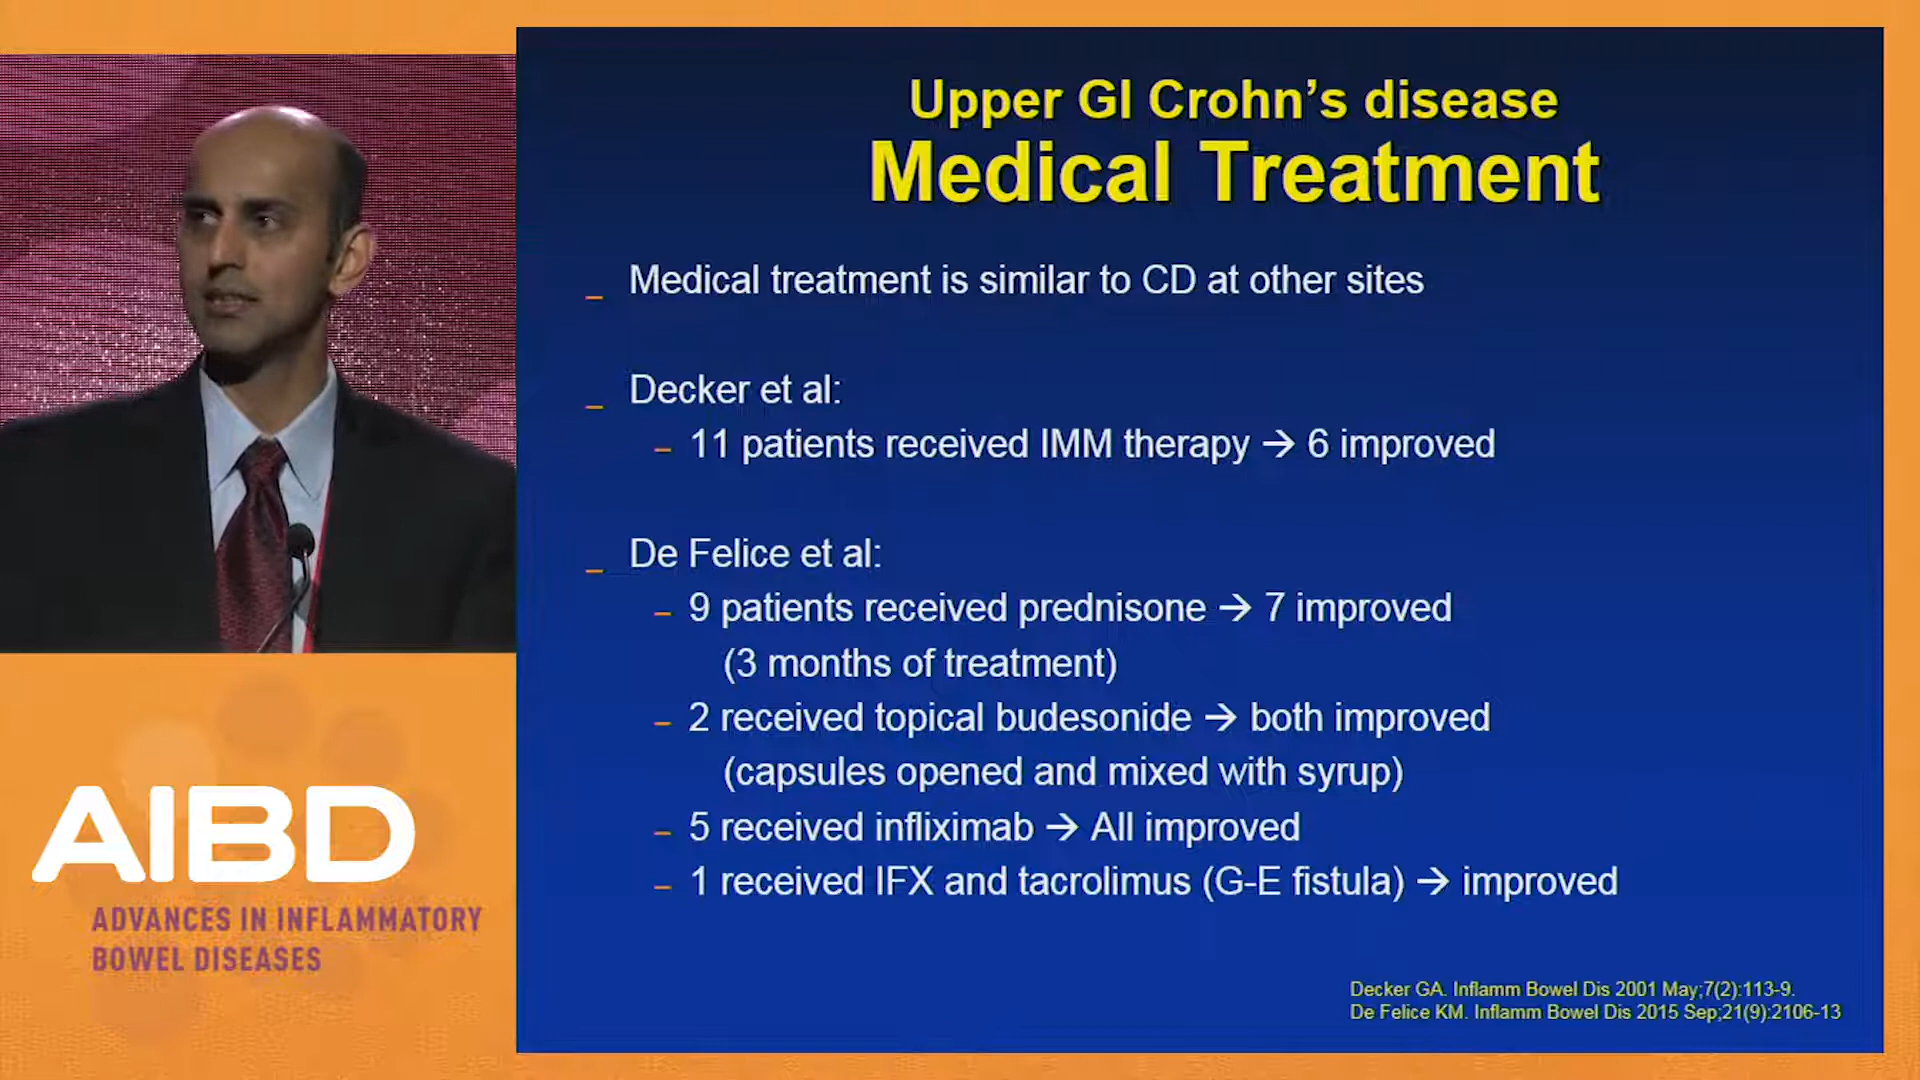 Upper GI Crohn's disease
Medical Treatment
_ Medical treatment is similar to CD at other sites
_ Decker et al:
– 11 patients received IMM therapy → 6 improved
_ De Felice et al:
– 9 patients received prednisone → 7 improved
(3 months of treatment)
– 2 received topical budesonide → both improved
(capsules opened and mixed with syrup)
– 5 received infliximab → All improved
– 1 received IFX and tacrolimus (G-E fistula) → improved
Decker GA. Inflamm Bowel Dis 2001 May;7(2):113-9.
De Felice KM. Inflamm Bowel Dis 2015 Sep;21(9):2106-13
AIBD
ADVANCES IN INFLAMMATORY
BOWEL DISEASES